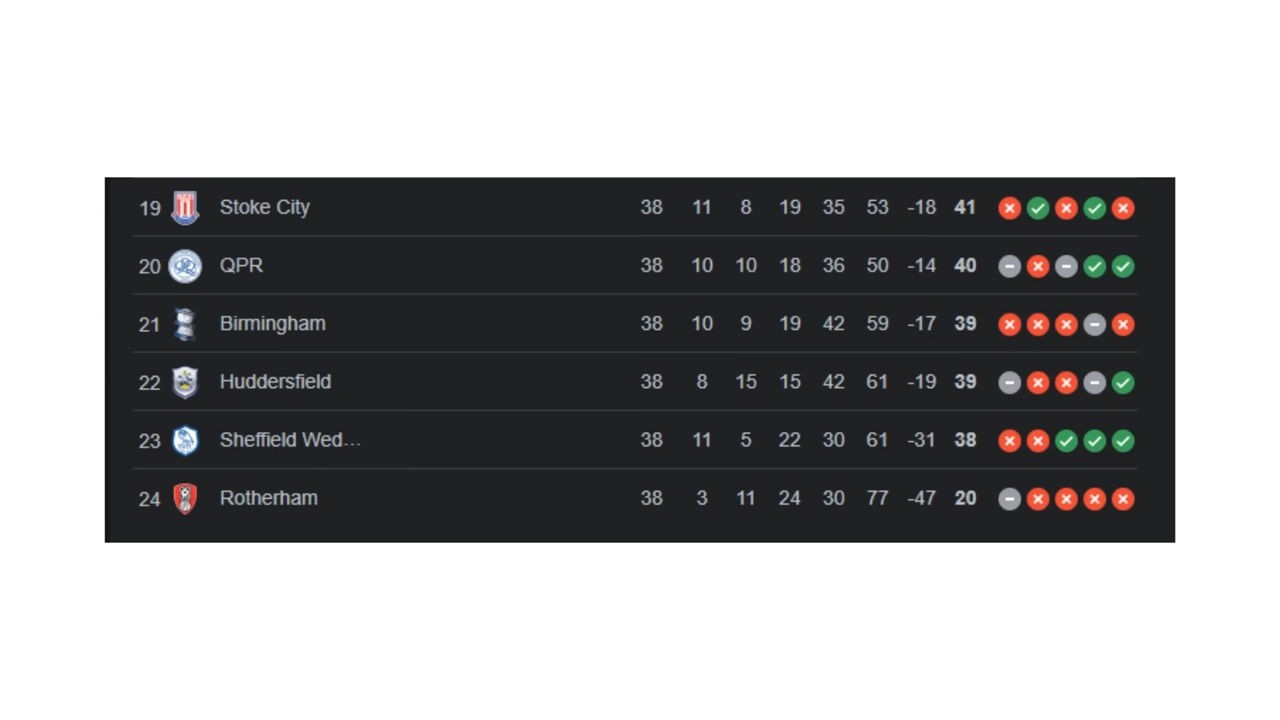 19 Stoke City 38 11 8 19 35 53 -18 41
20 QPR 38 10 10 18 36 50 -14 40
21 Birmingham 38 10 9 19 42 59 -17 39
22 Huddersfield 38 8 15 15 42 61 -19 39
23 Sheffield Wed... 38 11 5 22 30 61 -31 38
24 Rotherham 38 3 11 24 30 77 -47 20